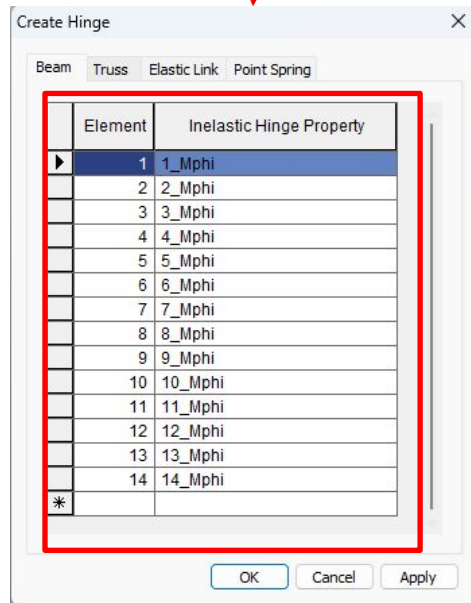 Create Hinge
Beam Truss Elastic Link Point Spring
Element Inelastic Hinge Property
1 1_Mphi
2 2_Mphi
3 3_Mphi
4 4_Mphi
5 5_Mphi
6 6_Mphi
7 7_Mphi
8 8_Mphi
9 9_Mphi
10 10_Mphi
11 11_Mphi
12 12_Mphi
13 13_Mphi
14 14_Mphi
*
OK Cancel Apply